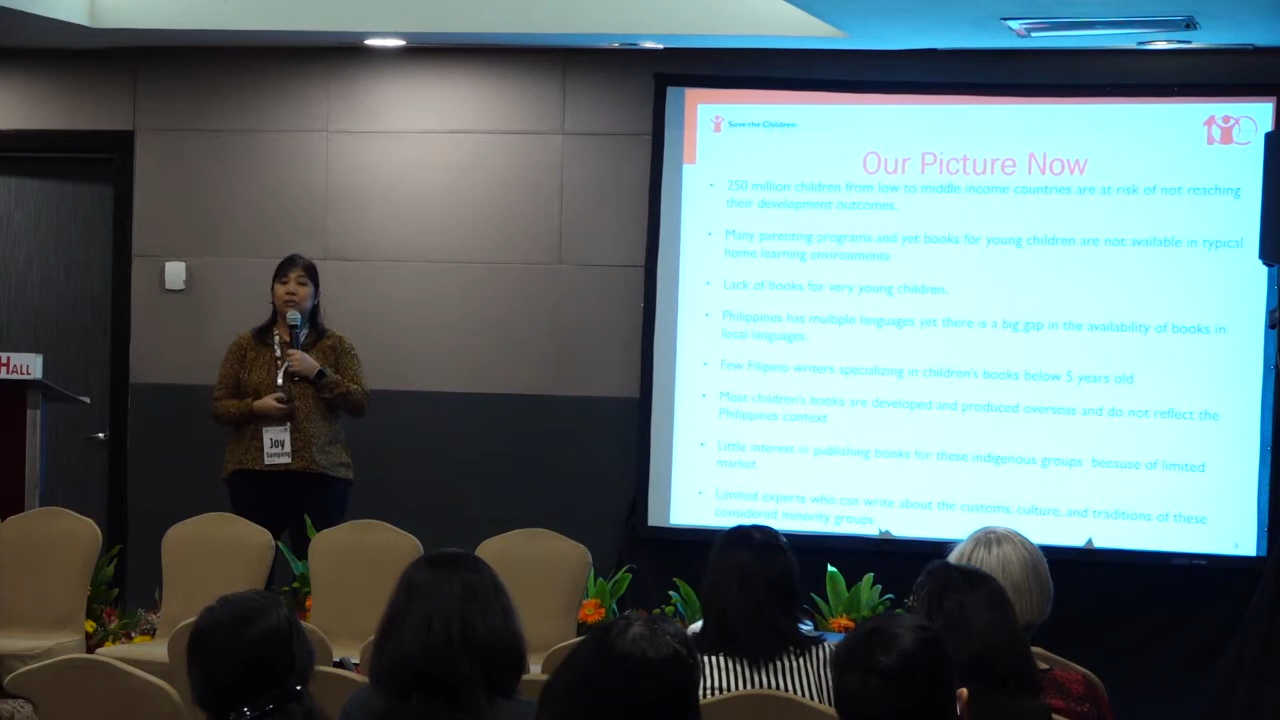 HALL
Joy
Sampang
Save the Children
100
Our Picture Now
250 million children from low to middle income countries are at risk of not reaching
their development outcomes.
Many parenting programs and yet books for young children are not available in typical
home learning environments
Lack of books for very young children.
Philippines has multiple languages yet there is a big gap in the availability of books in
local languages.
Few Filipino writers specializing in children's books below 5 years old
Most children's books are developed and produced overseas and do not reflect the
Philippines context
Little interest in publishing books for these indigenous groups because of limited
market
Limited experts who can write about the customs, culture, and traditions of these
considered minority groups.